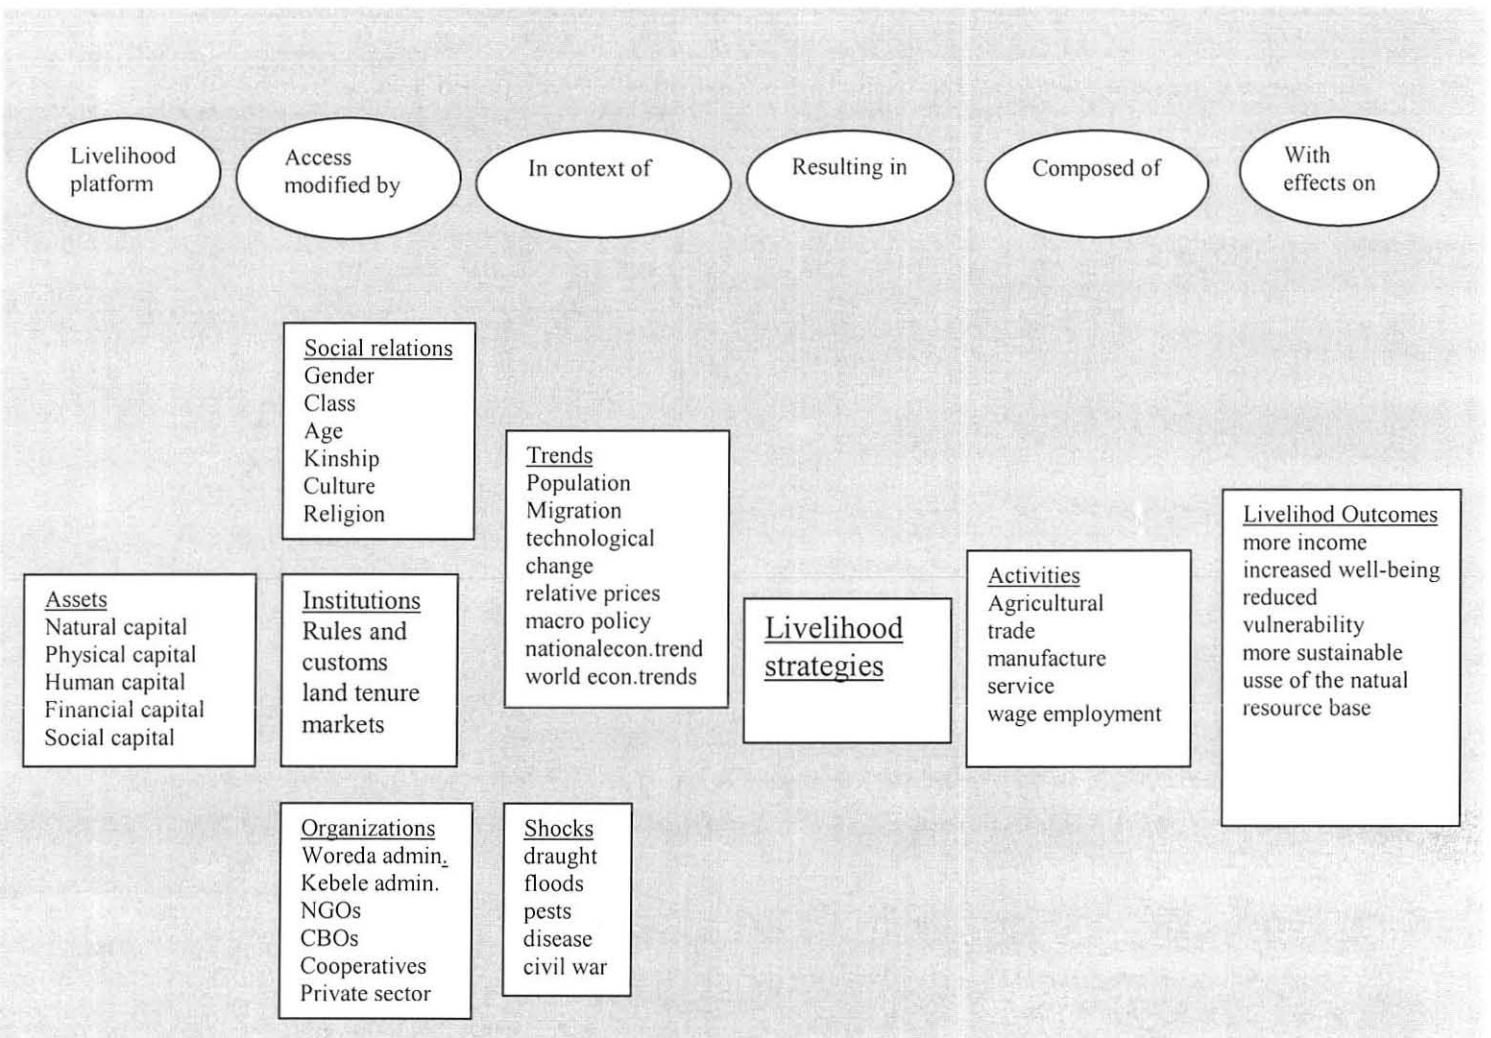 Livelihood
platform
Access
modified by
In context of
Resulting in
Composed of
With
effects on
Social relations
Gender
Class
Age
Kinship
Culture
Religion
Trends
Population
Migration
technological
change
relative prices
macro policy
nationalecon.trend
world econ.trends
Livelihod Outcomes
more income
increased well-being
reduced
vulnerability
more sustainable
usse of the natual
resource base
Assets
Natural capital
Physical capital
Human capital
Financial capital
Social capital
Institutions
Rules and
customs
land tenure
markets
Livelihood
strategies
Activities
Agricultural
trade
manufacture
service
wage employment
Organizations
Woreda admin.
Kebele admin.
NGOs
CBOs
Cooperatives
Private sector
Shocks
draught
floods
pests
disease
civil war